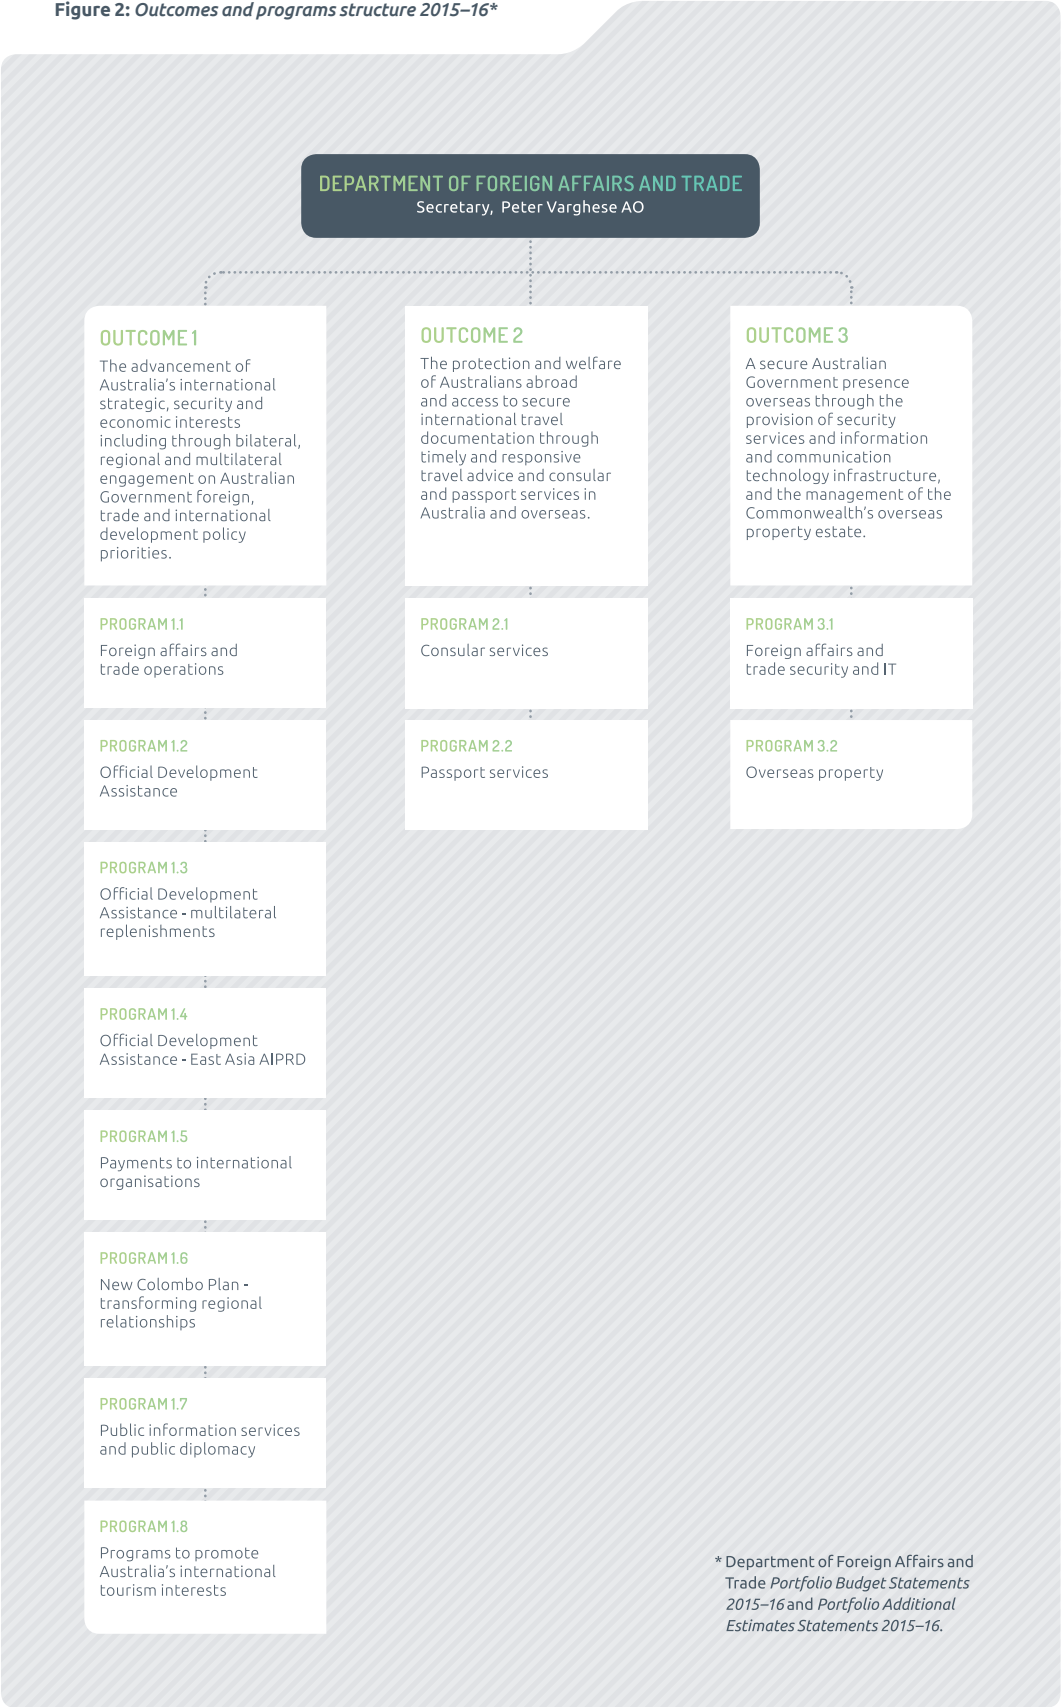 Figure 2: Outcomes and programs structure 2015–16*
DEPARTMENT OF FOREIGN AFFAIRS AND TRADE
Secretary, Peter Varghese AO
OUTCOME 1
The advancement of
Australia’s international
strategic, security and
economic interests
including through bilateral,
regional and multilateral
engagement on Australian
Government foreign,
trade and international
development policy
priorities.
PROGRAM 1.1
Foreign affairs and
trade operations
PROGRAM 1.2
Official Development
Assistance
PROGRAM 1.3
Official Development
Assistance - multilateral
replenishments
PROGRAM 1.4
Official Development
Assistance - East Asia AIPRD
PROGRAM 1.5
Payments to international
organisations
PROGRAM 1.6
New Colombo Plan -
transforming regional
relationships
PROGRAM 1.7
Public information services
and public diplomacy
PROGRAM 1.8
Programs to promote
Australia’s international
tourism interests
OUTCOME 2
The protection and welfare
of Australians abroad
and access to secure
international travel
documentation through
timely and responsive
travel advice and consular
and passport services in
Australia and overseas.
PROGRAM 2.1
Consular services
PROGRAM 2.2
Passport services
OUTCOME 3
A secure Australian
Government presence
overseas through the
provision of security
services and information
and communication
technology infrastructure,
and the management of the
Commonwealth’s overseas
property estate.
PROGRAM 3.1
Foreign affairs and
trade security and IT
PROGRAM 3.2
Overseas property
* Department of Foreign Affairs and
Trade Portfolio Budget Statements
2015–16 and Portfolio Additional
Estimates Statements 2015–16.